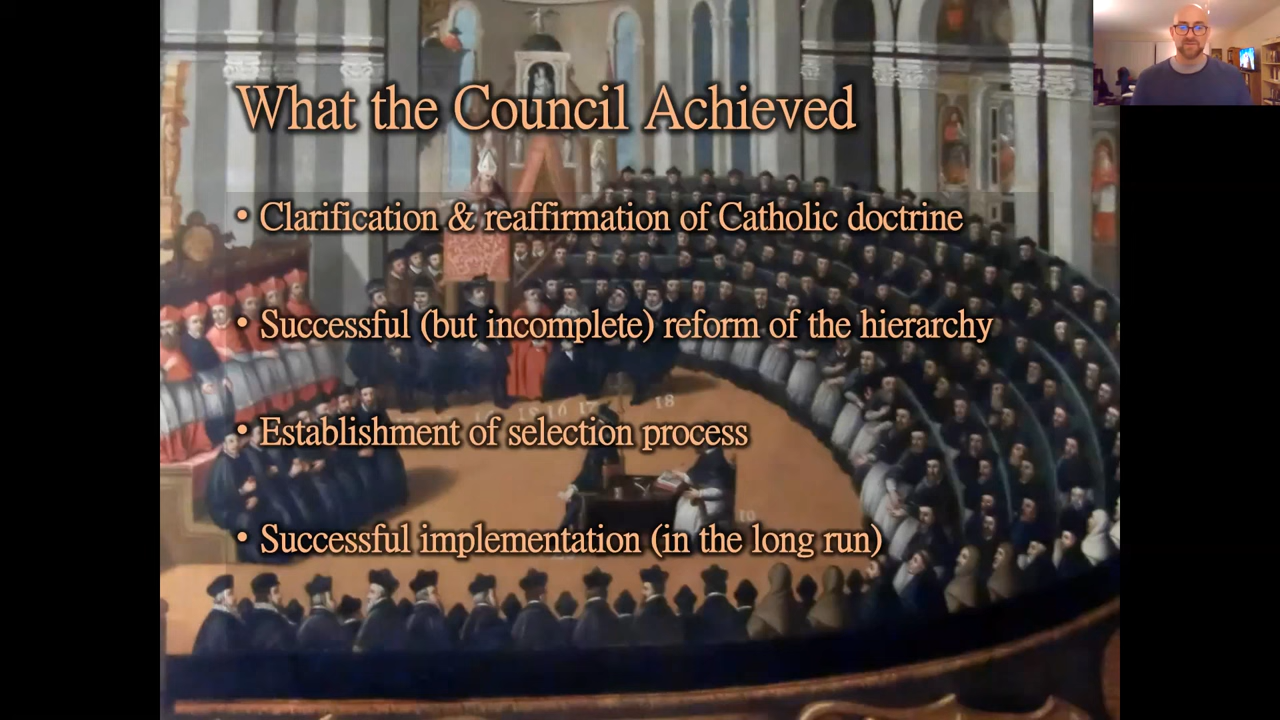 What the Council Achieved
• Clarification & reaffirmation of Catholic doctrine
• Successful (but incomplete) reform of the hierarchy
• Establishment of selection process
• Successful implementation (in the long run)
18